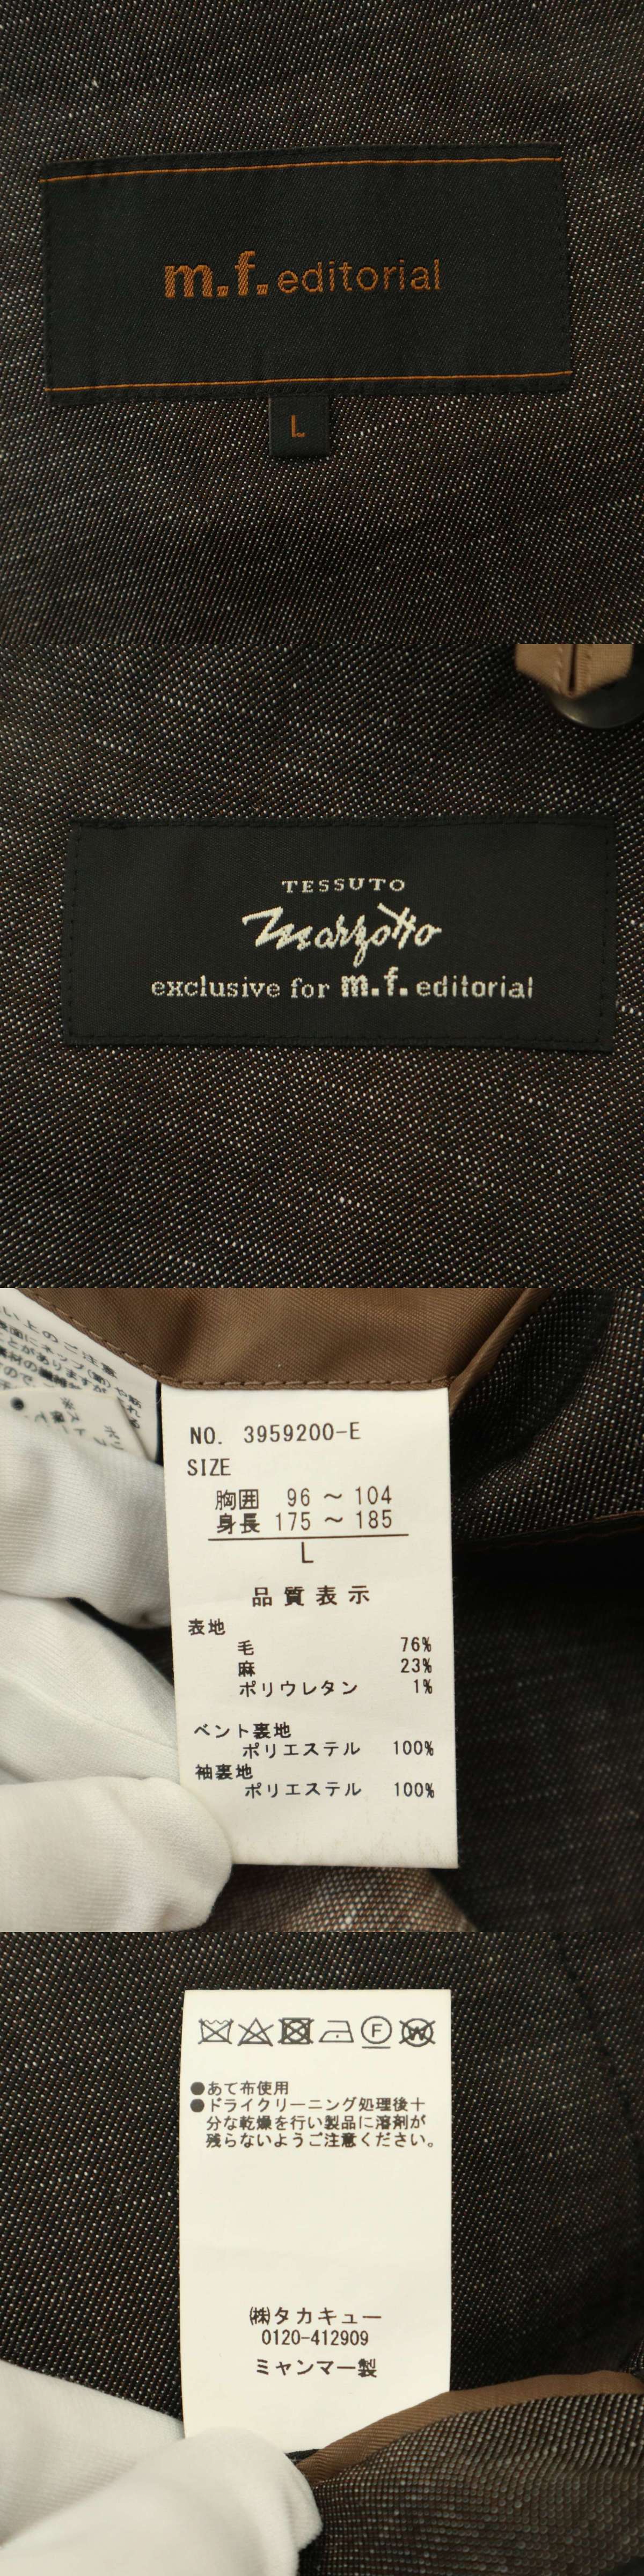 m.f. editorial
L
TESSUTO
marzotto
exclusive for m.f. editorial
い上のご注意
NO. 3959200-E
SIZE
胸囲 96 ～ 104
身長 175 ～ 185
L
品質表示
表地
毛 76%
麻 23%
ポリウレタン 1%
ベント裏地
ポリエステル 100%
袖裏地
ポリエステル 100%
F W
●あて布使用
●ドライクリーニング処理後十
分な乾燥を行い製品に溶剤が
残らないようご注意ください。
㈱タカキュー
0120-412909
ミャンマー製